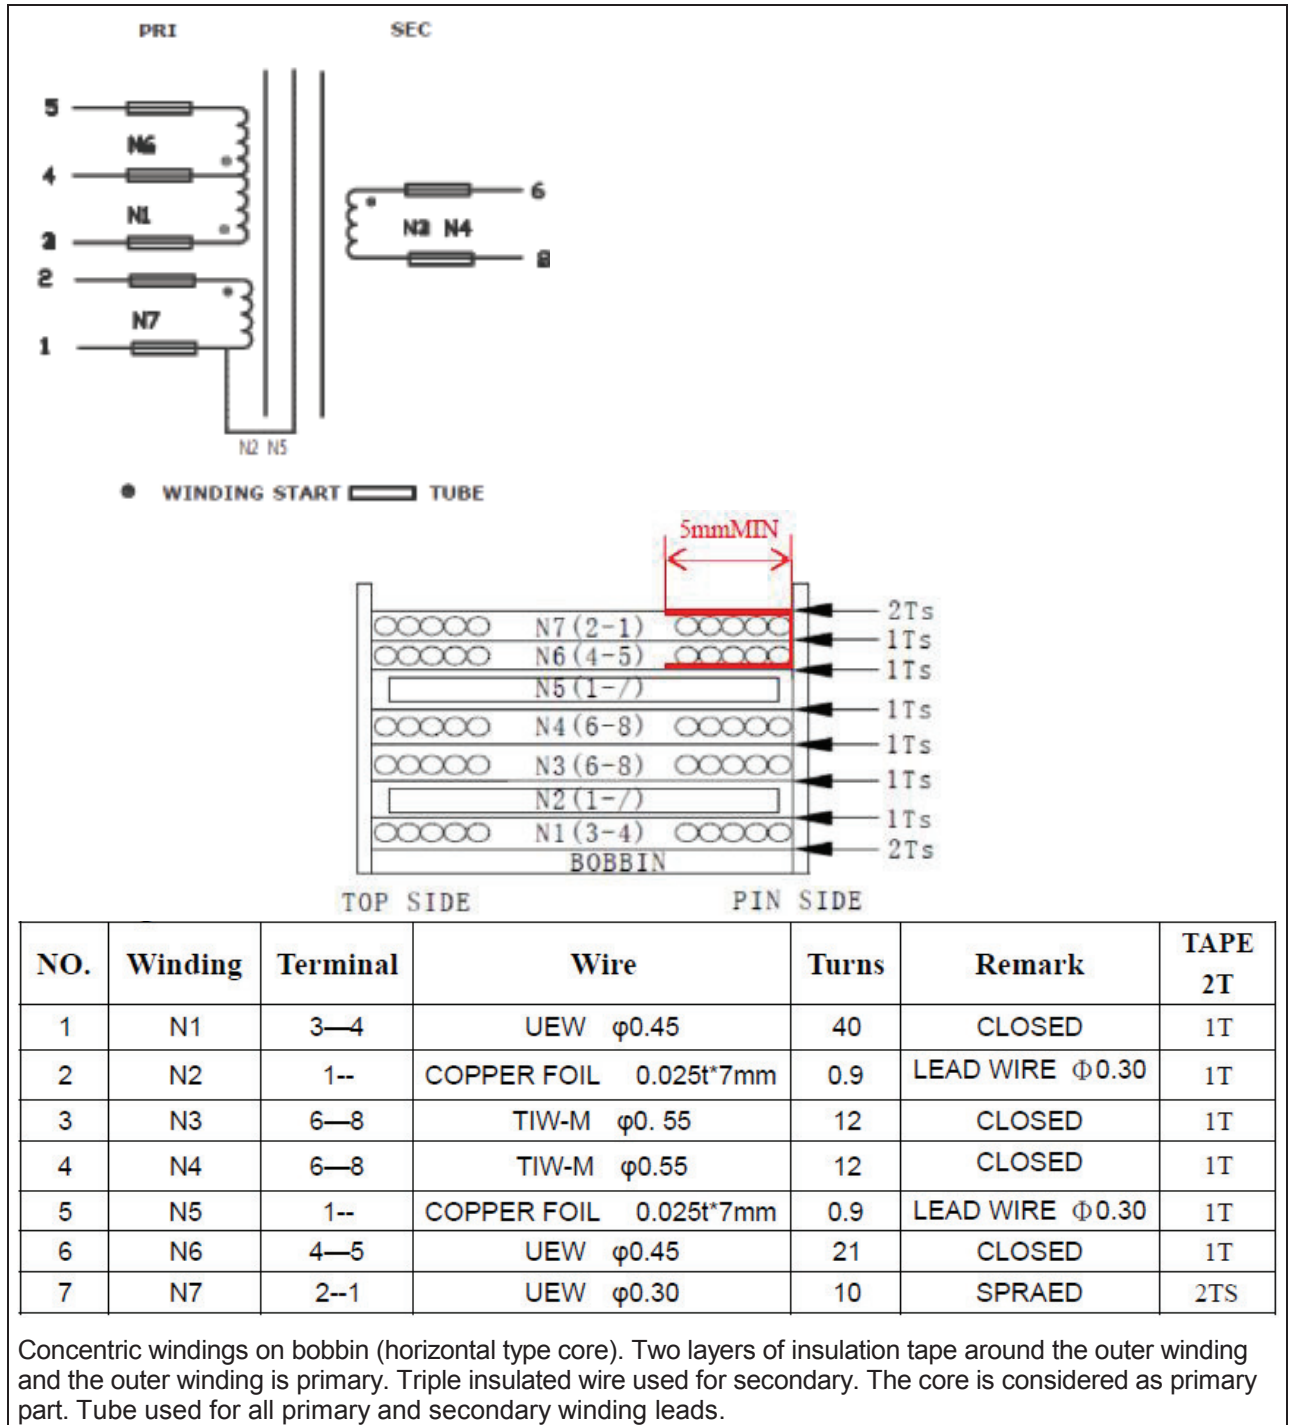 PRI SEC
5
N6
4
N1
3
2
N7
1
6
N3 N4
8
N2 N5
WINDING START TUBE
5mmMIN
2Ts
N7(2-1)
1Ts
N6(4-5)
1Ts
N5(1-/)
1Ts
N4(6-8)
1Ts
N3(6-8)
1Ts
N2(1-/)
1Ts
N1(3-4)
2Ts
BOBBIN
TOP SIDE PIN SIDE
NO. Winding Terminal Wire Turns Remark TAPE 2T
1 N1 3—4 UEW φ0.45 40 CLOSED 1T
2 N2 1-- COPPER FOIL 0.025t*7mm 0.9 LEAD WIRE Φ0.30 1T
3 N3 6—8 TIW-M φ0. 55 12 CLOSED 1T
4 N4 6—8 TIW-M φ0.55 12 CLOSED 1T
5 N5 1-- COPPER FOIL 0.025t*7mm 0.9 LEAD WIRE Φ0.30 1T
6 N6 4—5 UEW φ0.45 21 CLOSED 1T
7 N7 2--1 UEW φ0.30 10 SPRAED 2TS
Concentric windings on bobbin (horizontal type core). Two layers of insulation tape around the outer winding
and the outer winding is primary. Triple insulated wire used for secondary. The core is considered as primary
part. Tube used for all primary and secondary winding leads.